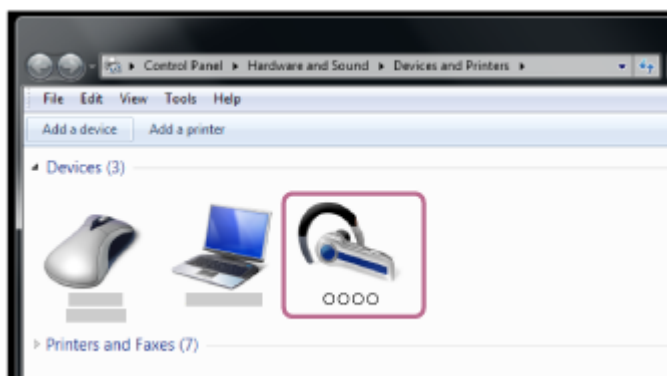 Control Panel ▸ Hardware and Sound ▸ Devices and Printers ▸
File Edit View Tools Help
Add a device Add a printer
Devices (3)
○○○○
Printers and Faxes (7)